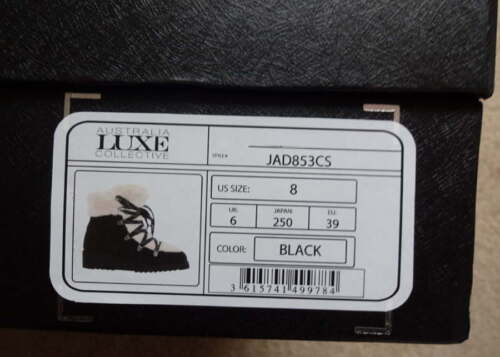 AUSTRALIA
LUXE
COLLECTIVE
STYLE# JAD853CS
US SIZE: 8
UK: JAPAN: EU:
6 250 39
COLOR: BLACK
3 615741 499784